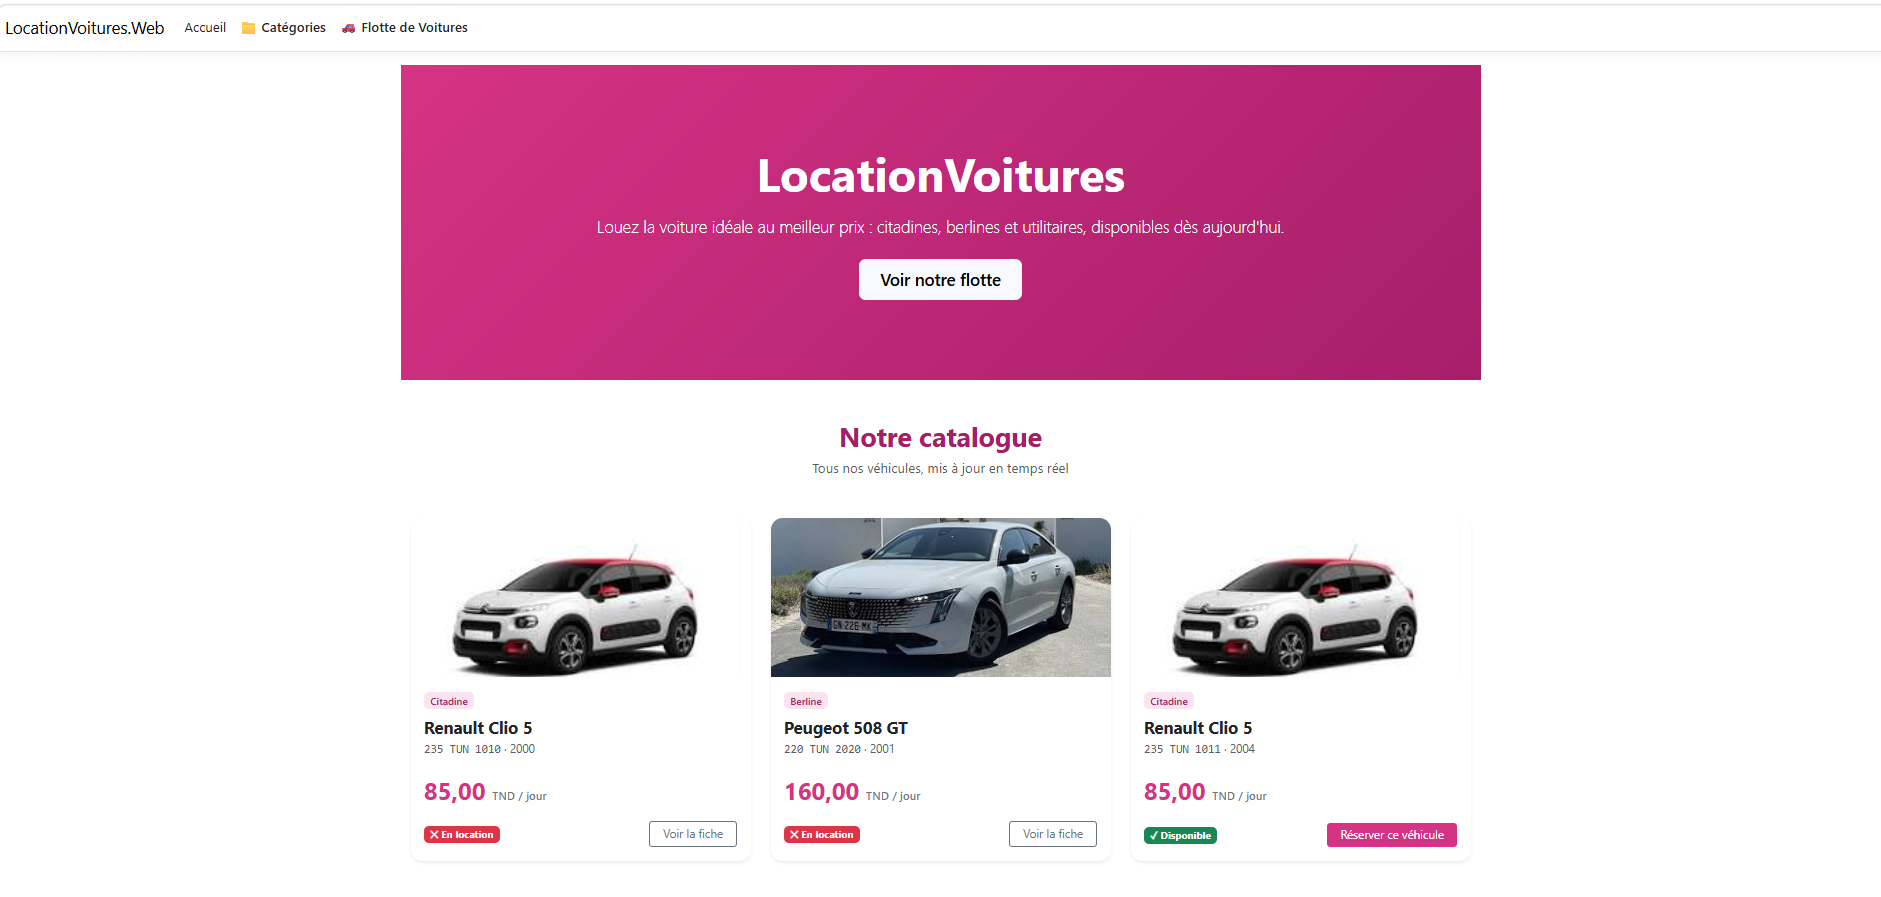 LocationVoitures.Web Accueil Catégories Flotte de Voitures
LocationVoitures
Louez la voiture idéale au meilleur prix : citadines, berlines et utilitaires, disponibles dès aujourd'hui.
Voir notre flotte
Notre catalogue
Tous nos véhicules, mis à jour en temps réel
GN-226-MK
Citadine
Renault Clio 5
235 TUN 1010 · 2000
85,00 TND / jour
En location
Voir la fiche
Berline
Peugeot 508 GT
220 TUN 2020 · 2001
160,00 TND / jour
En location
Voir la fiche
Citadine
Renault Clio 5
235 TUN 1011 · 2004
85,00 TND / jour
Disponible
Réserver ce véhicule